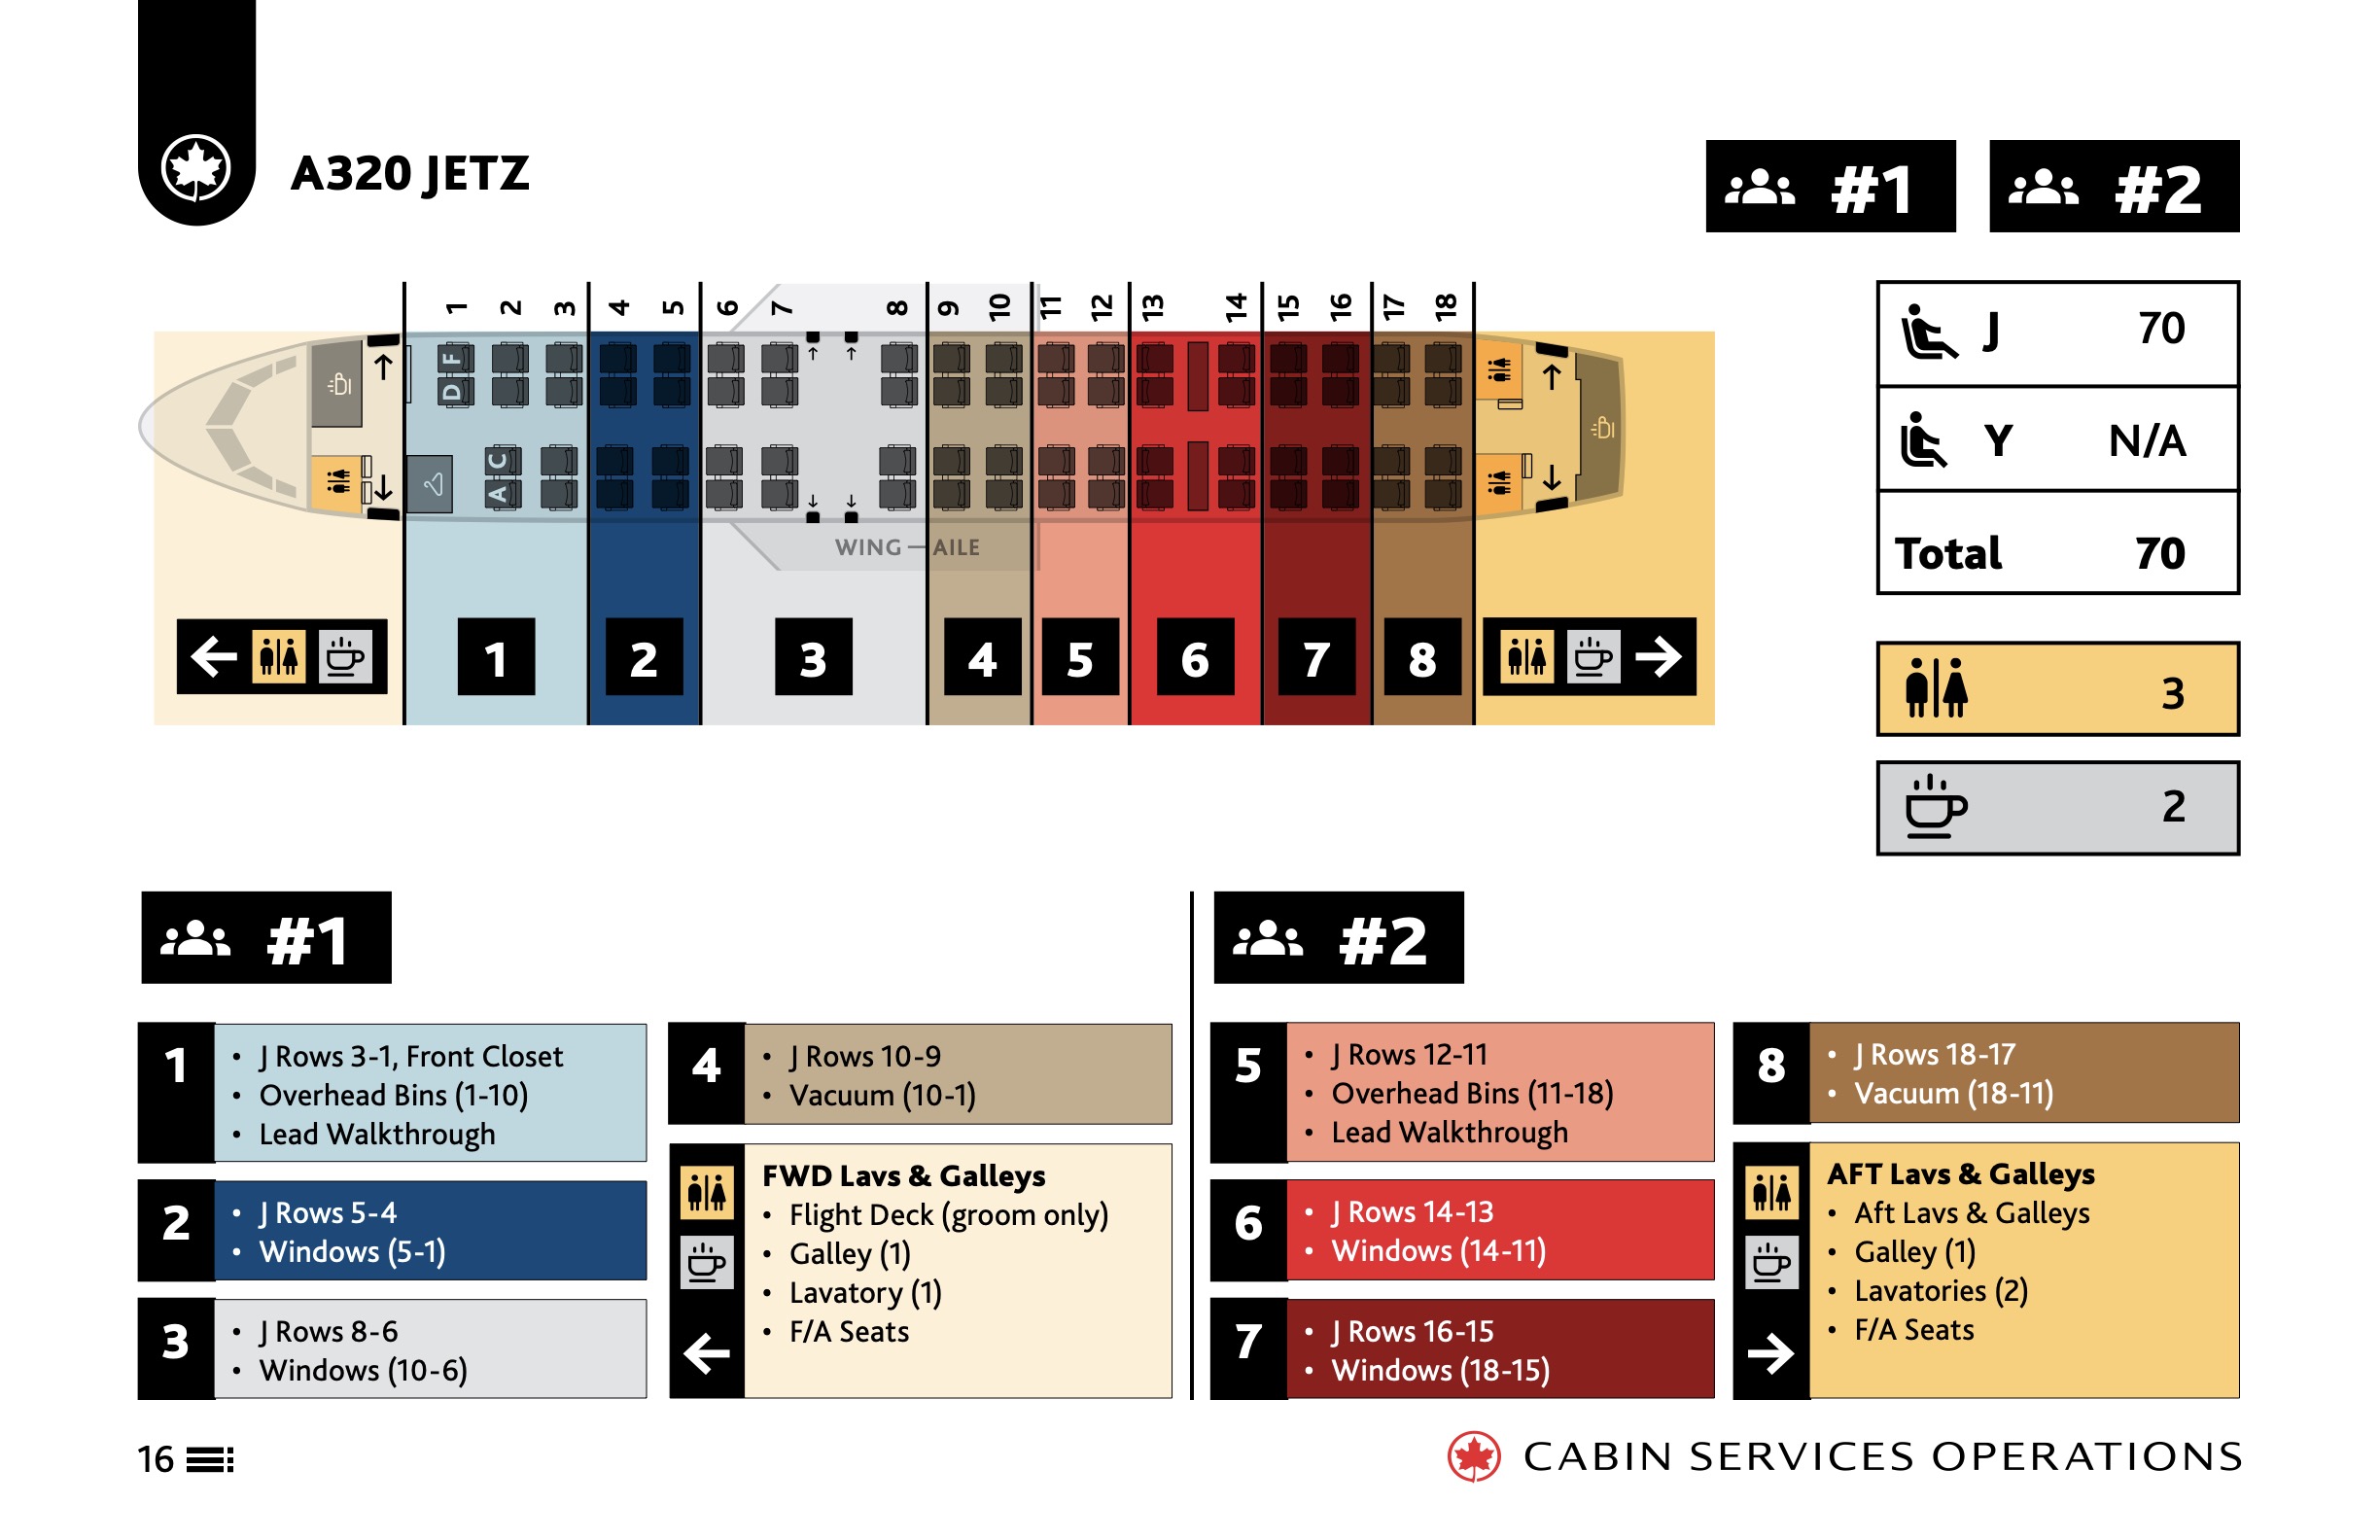 A320 JETZ
#1
#2
1 2 3 4 5 6 7 8 9 10 11 12 13 14 15 16 17 18
D F
A C
WING — AILE
1 2 3 4 5 6 7 8
J 70
Y N/A
Total 70
3
2
#1
1
• J Rows 3-1, Front Closet
• Overhead Bins (1-10)
• Lead Walkthrough
2
• J Rows 5-4
• Windows (5-1)
3
• J Rows 8-6
• Windows (10-6)
4
• J Rows 10-9
• Vacuum (10-1)
FWD Lavs & Galleys
• Flight Deck (groom only)
• Galley (1)
• Lavatory (1)
• F/A Seats
#2
5
• J Rows 12-11
• Overhead Bins (11-18)
• Lead Walkthrough
6
• J Rows 14-13
• Windows (14-11)
7
• J Rows 16-15
• Windows (18-15)
8
• J Rows 18-17
• Vacuum (18-11)
AFT Lavs & Galleys
• Aft Lavs & Galleys
• Galley (1)
• Lavatories (2)
• F/A Seats
16
CABIN SERVICES OPERATIONS